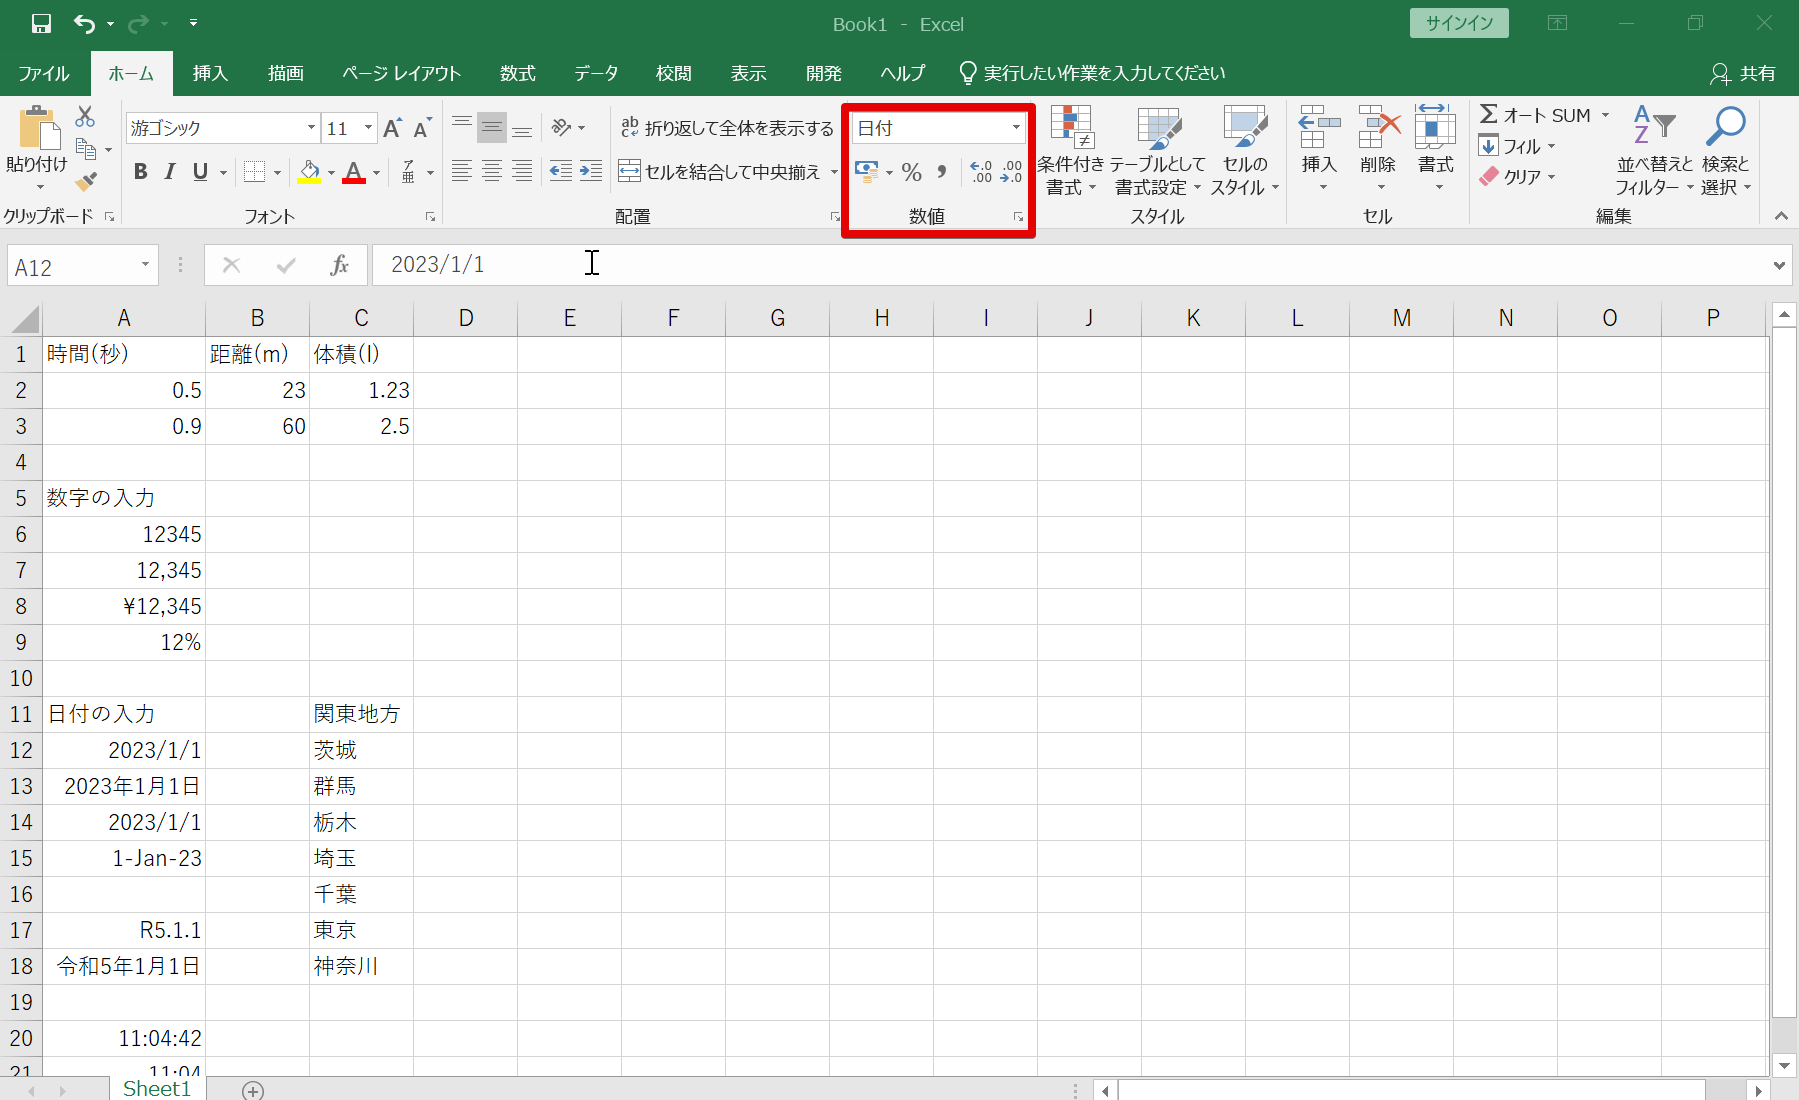 Book1 - Excel
サインイン
ファイル ホーム 挿入 描画 ページ レイアウト 数式 データ 校閲 表示 開発 ヘルプ 実行したい作業を入力してください 共有
貼り付け
クリップボード
游ゴシック 11 A A
B I U A ア 亜
フォント
ab 折り返して全体を表示する
セルを結合して中央揃え
配置
日付
% ,
数値
条件付き書式
テーブルとして書式設定
セルのスタイル
スタイル
挿入 削除 書式
セル
Σ オート SUM
フィル
クリア
並べ替えとフィルター
検索と選択
編集
A12 fx 2023/1/1
A B C D E F G H I J K L M N O P
1 時間(秒) 距離(m) 体積(l)
2 0.5 23 1.23
3 0.9 60 2.5
4
5 数字の入力
6 12345
7 12,345
8 ¥12,345
9 12%
10
11 日付の入力 関東地方
12 2023/1/1 茨城
13 2023年1月1日 群馬
14 2023/1/1 栃木
15 1-Jan-23 埼玉
16 千葉
17 R5.1.1 東京
18 令和5年1月1日 神奈川
19
20 11:04:42
21 11:04
Sheet1